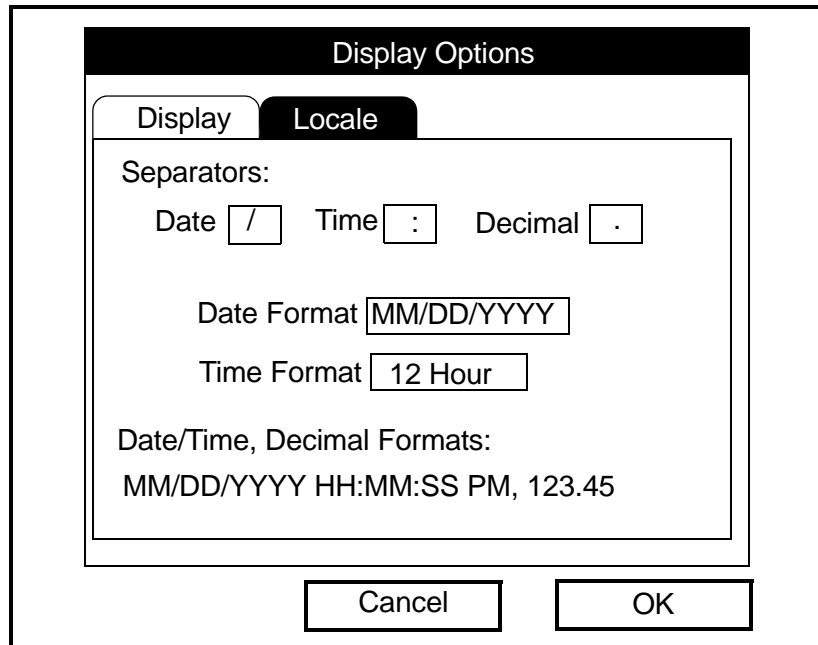 Display Options
Display Locale
Separators:
Date / Time : Decimal .
Date Format MM/DD/YYYY
Time Format 12 Hour
Date/Time, Decimal Formats:
MM/DD/YYYY HH:MM:SS PM, 123.45
Cancel OK